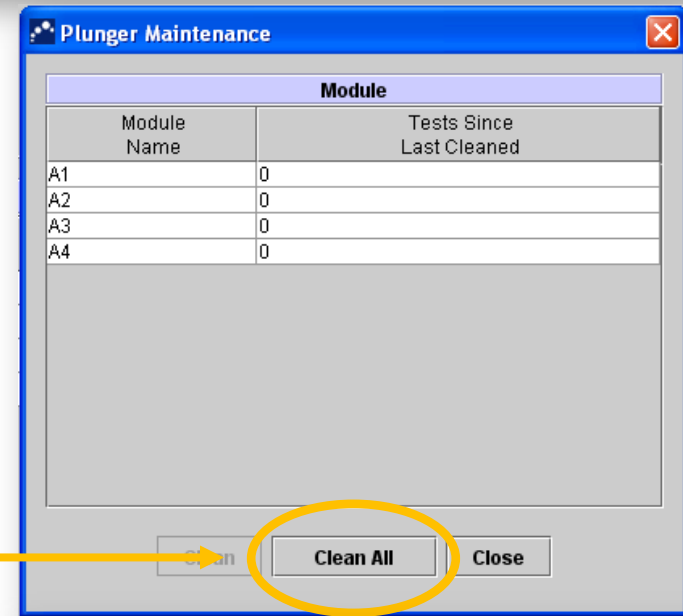 Plunger Maintenance
Module
Module Name
Tests Since Last Cleaned
A1 0
A2 0
A3 0
A4 0
Clean Clean All Close